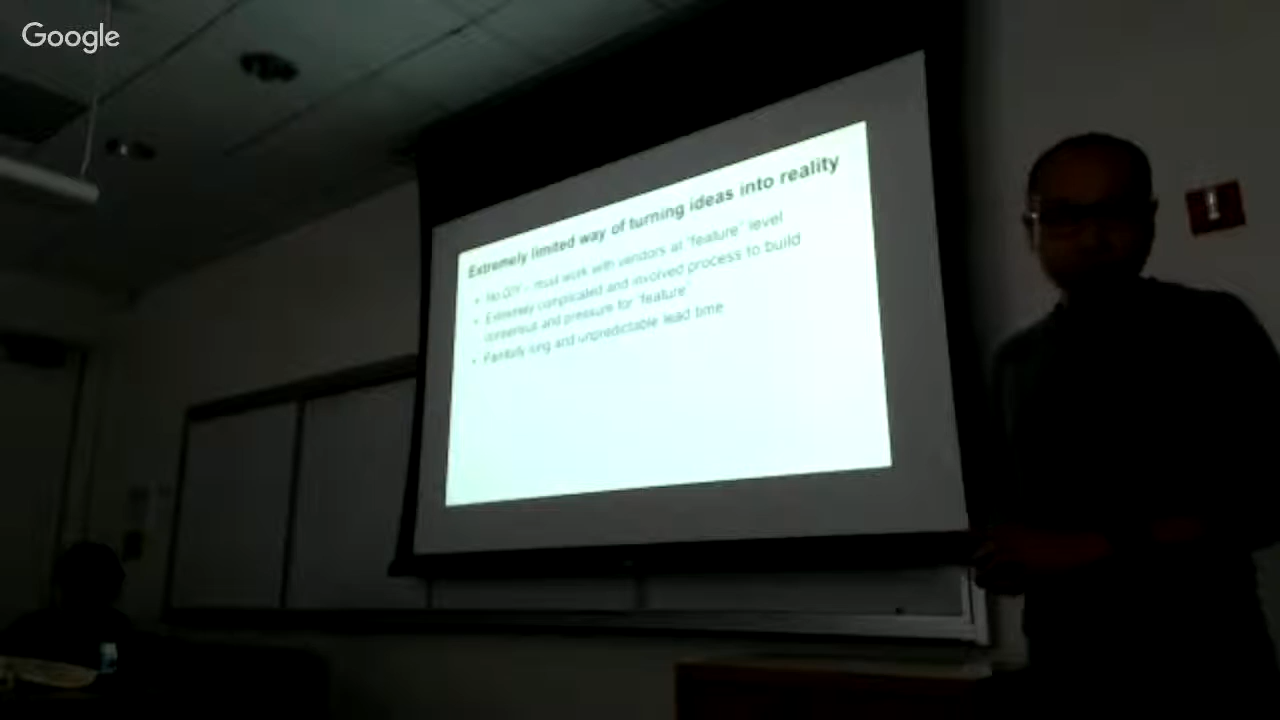 Google
Extremely limited way of turning ideas into reality
• No DIY – must work with vendors at "feature" level
• Extremely complicated and involved process to build
consensus and pressure for "feature"
• Painfully long and unpredictable lead time